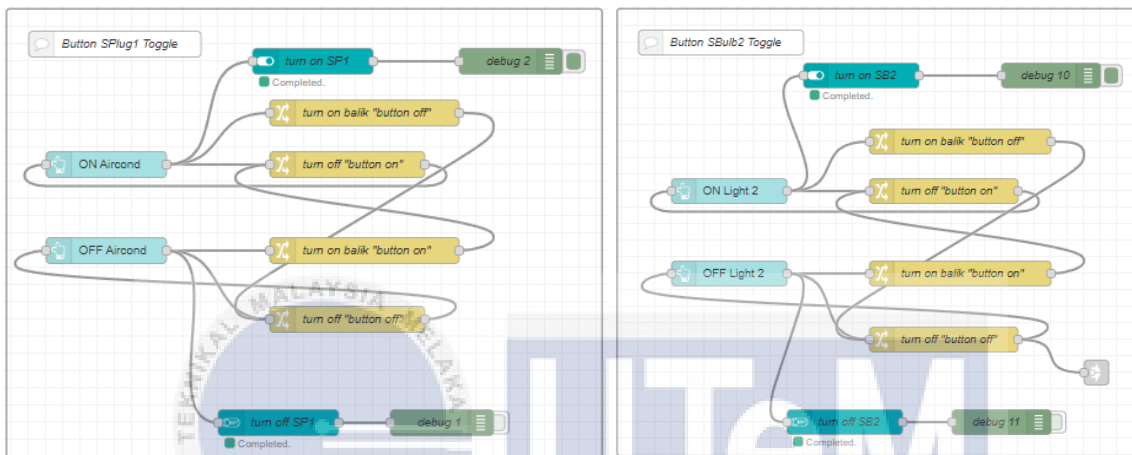 Button SPlug1 Toggle
turn on SP1
debug 2
Completed.
turn on balik "button off"
ON Aircond
turn off "button on"
OFF Aircond
turn on balik "button on"
turn off "button off"
turn off SP1
debug 1
Completed.
Button SBulb2 Toggle
turn on SB2
debug 10
Completed.
turn on balik "button off"
ON Light 2
turn off "button on"
OFF Light 2
turn on balik "button on"
turn off "button off"
turn off SB2
debug 11
Completed.
TEKNIKAL MALAYSIA MELAKA
UTeM